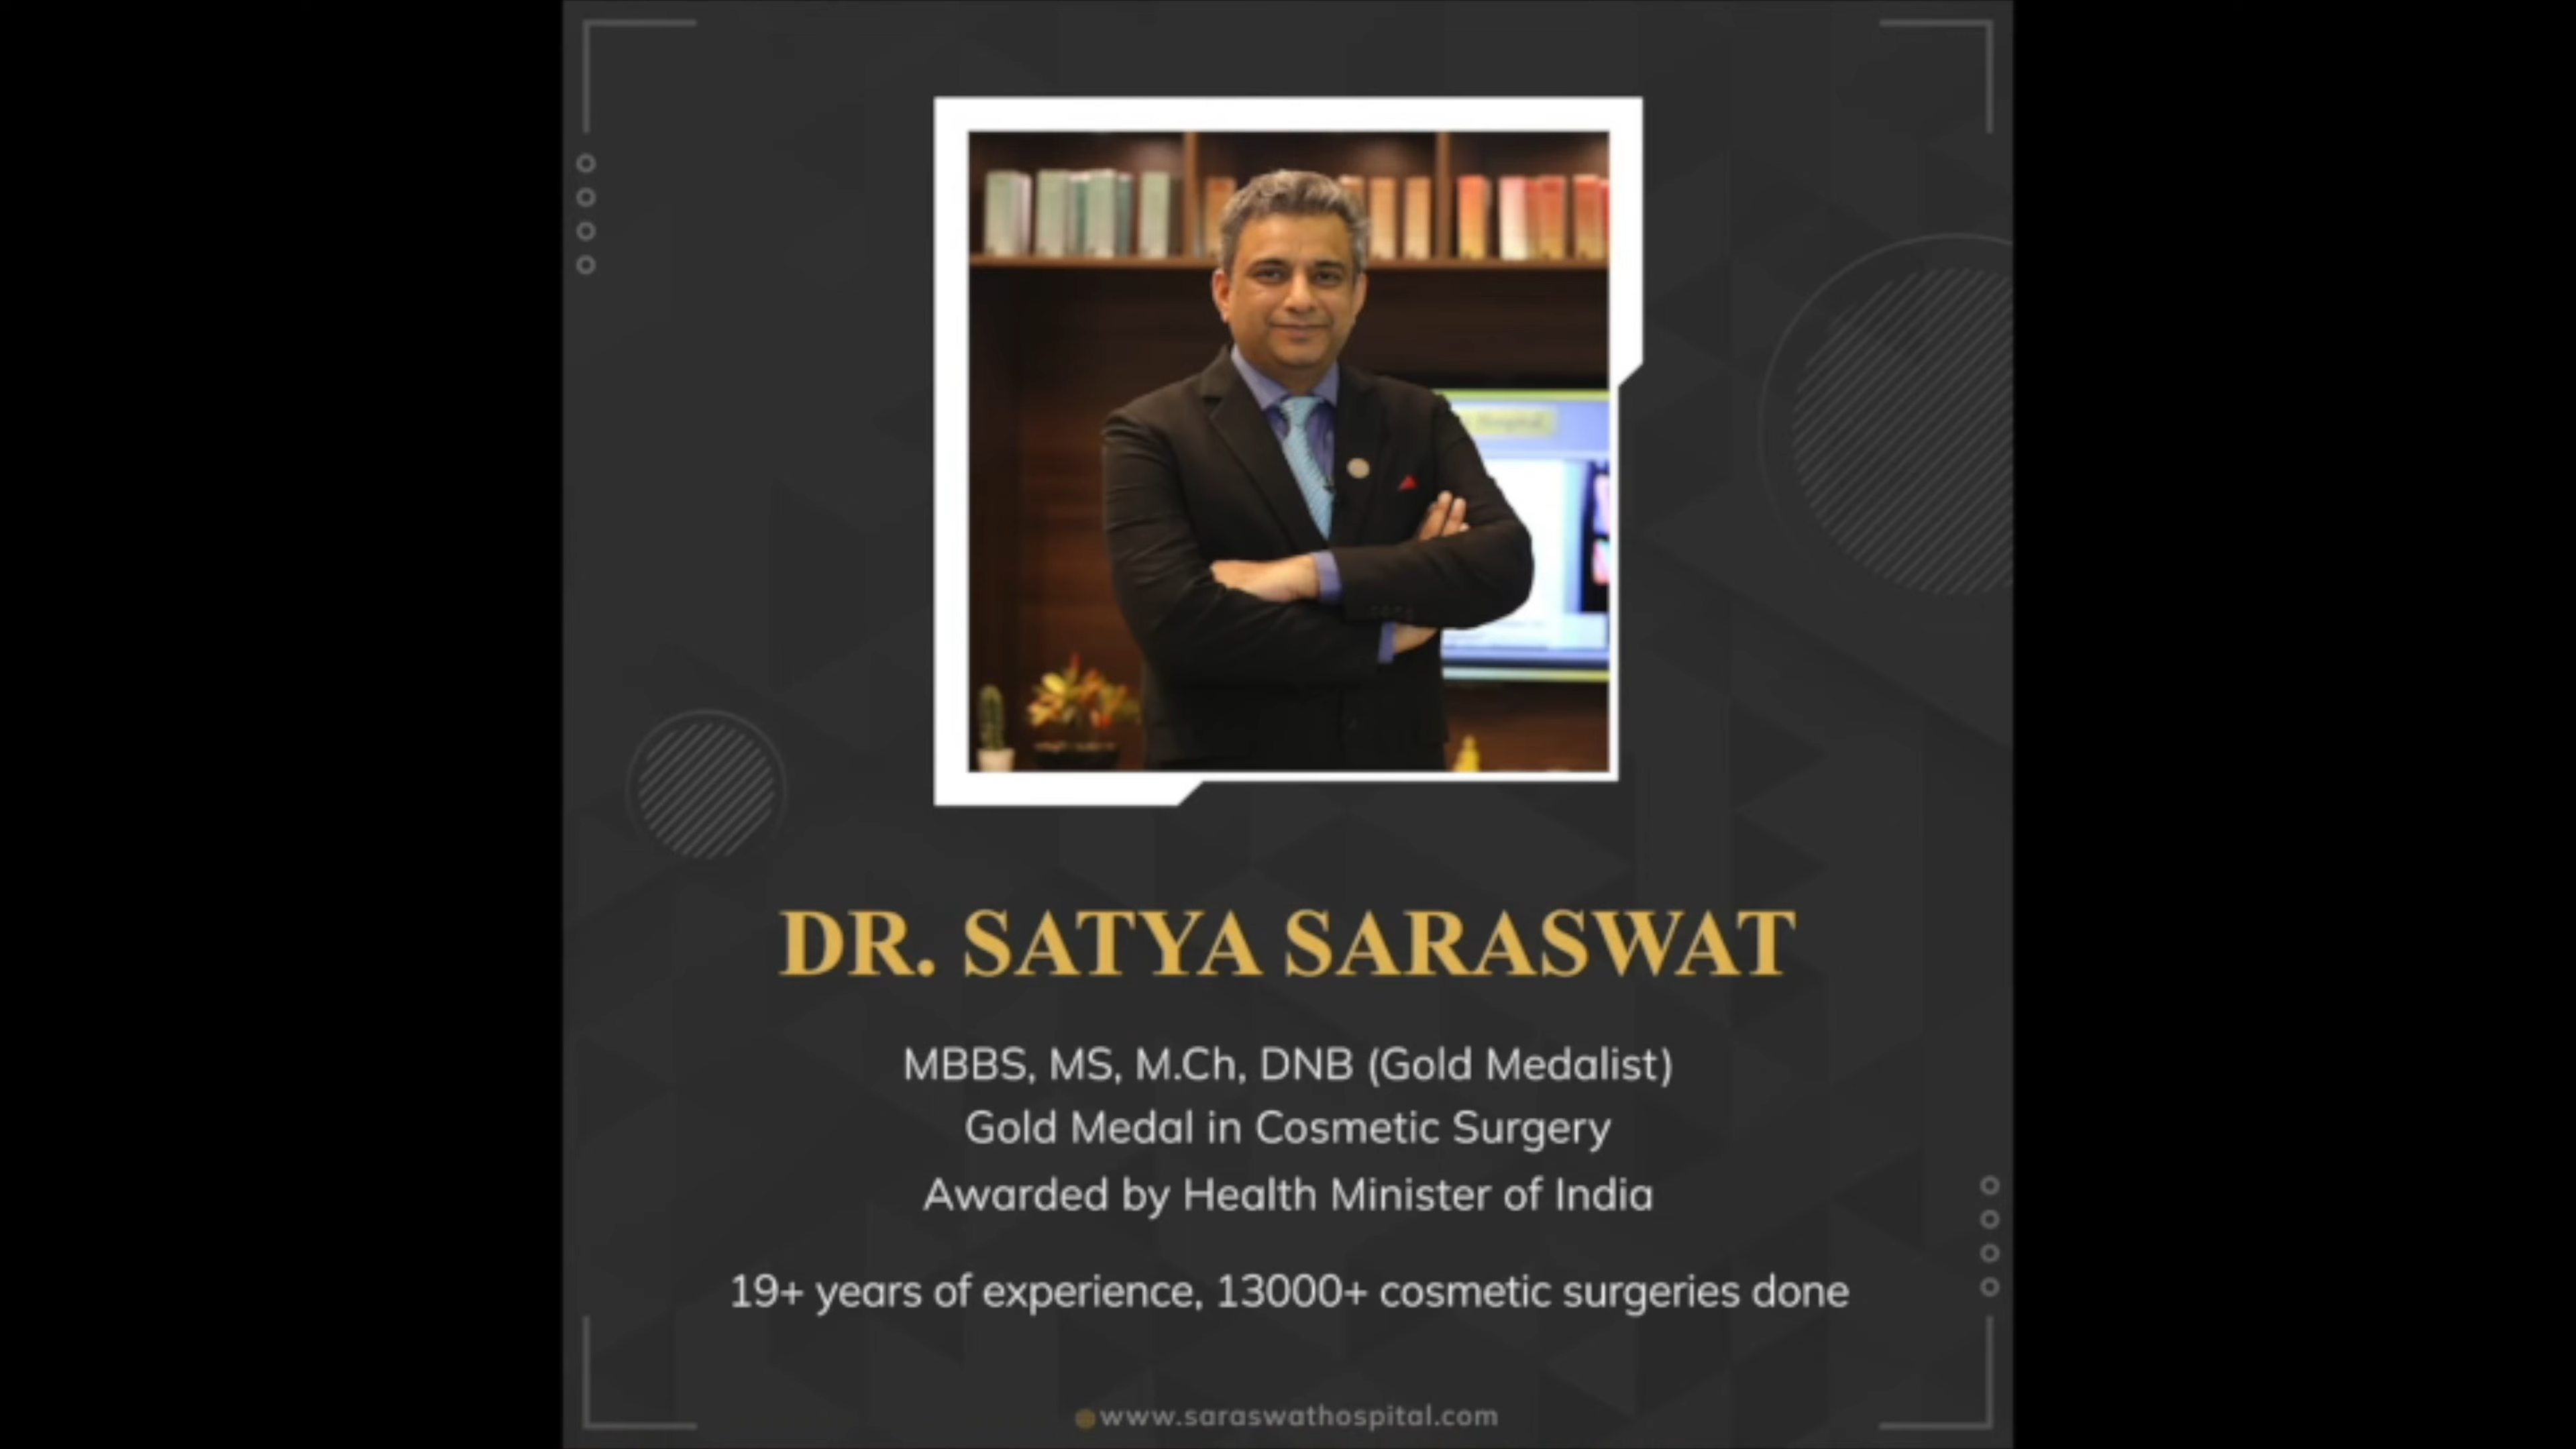 Hospital
DR. SATYA SARASWAT
MBBS, MS, M.Ch, DNB (Gold Medalist)
Gold Medal in Cosmetic Surgery
Awarded by Health Minister of India
19+ years of experience, 13000+ cosmetic surgeries done
www.saraswathospital.com